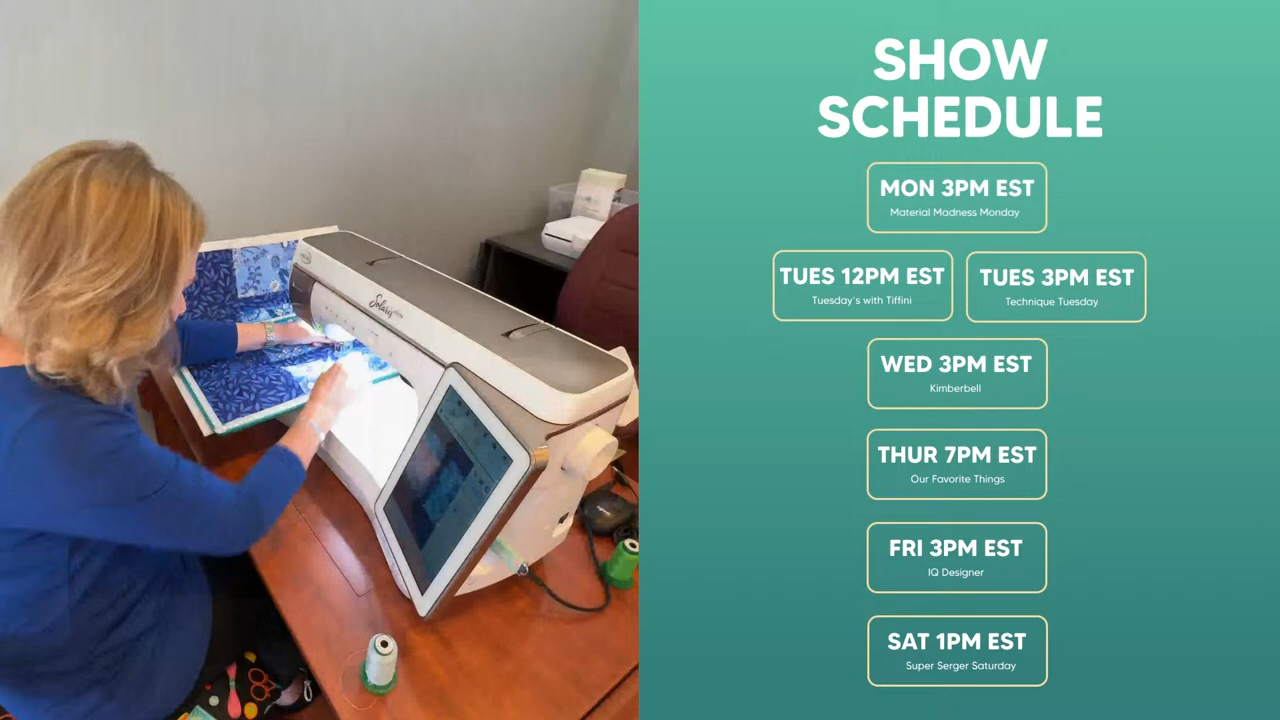 Solaris
SHOW
SCHEDULE
MON 3PM EST
Material Madness Monday
TUES 12PM EST
Tuesday's with Tiffini
TUES 3PM EST
Technique Tuesday
WED 3PM EST
Kimberbell
THUR 7PM EST
Our Favorite Things
FRI 3PM EST
IQ Designer
SAT 1PM EST
Super Serger Saturday